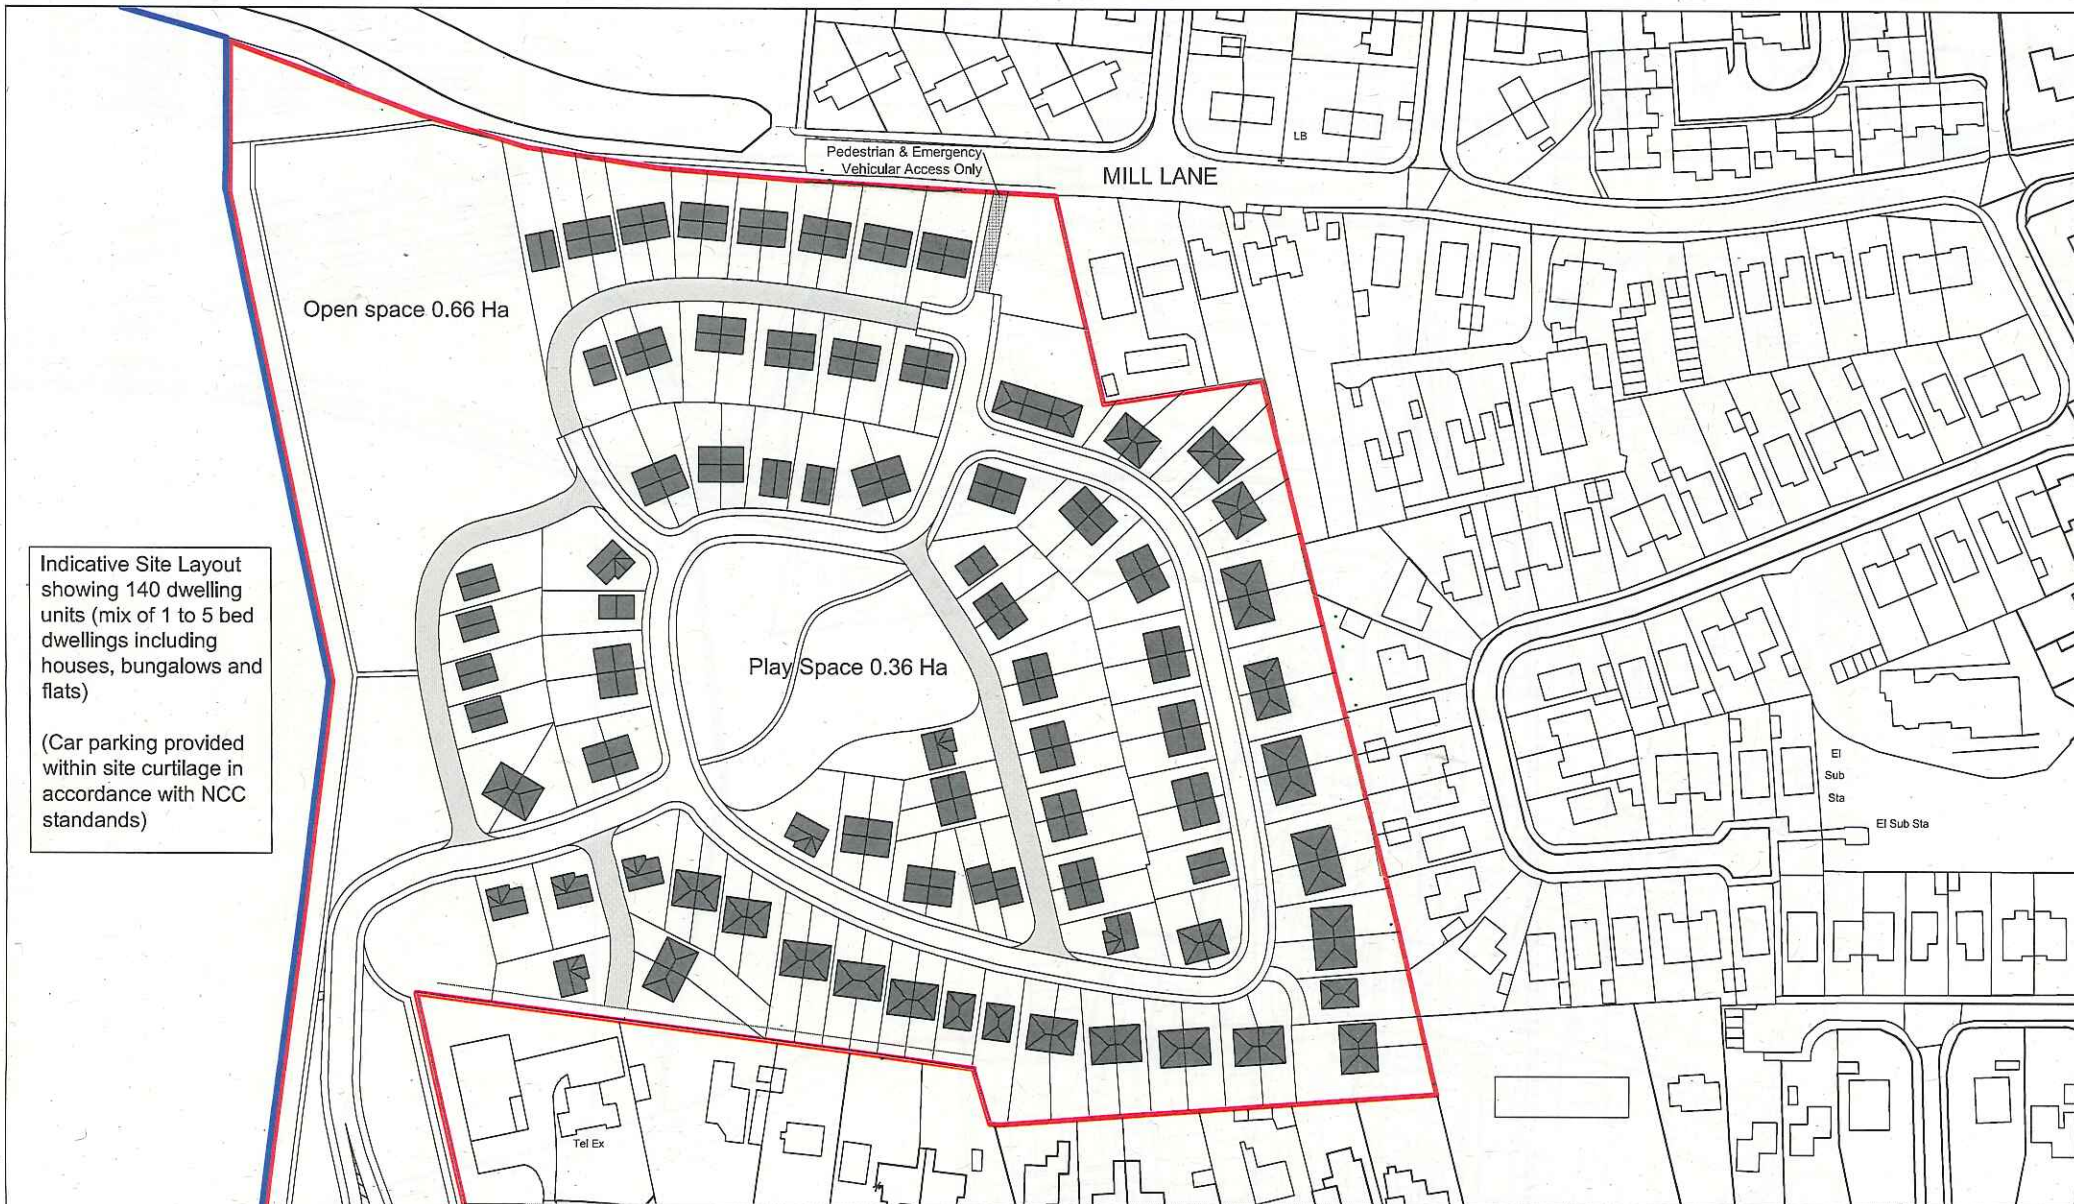 Pedestrian & Emergency
Vehicular Access Only
MILL LANE
LB
Open space 0.66 Ha
Indicative Site Layout
showing 140 dwelling
units (mix of 1 to 5 bed
dwellings including
houses, bungalows and
flats)
(Car parking provided
within site curtilage in
accordance with NCC
standands)
Play Space 0.36 Ha
El
Sub
Sta
El Sub Sta
Tel Ex